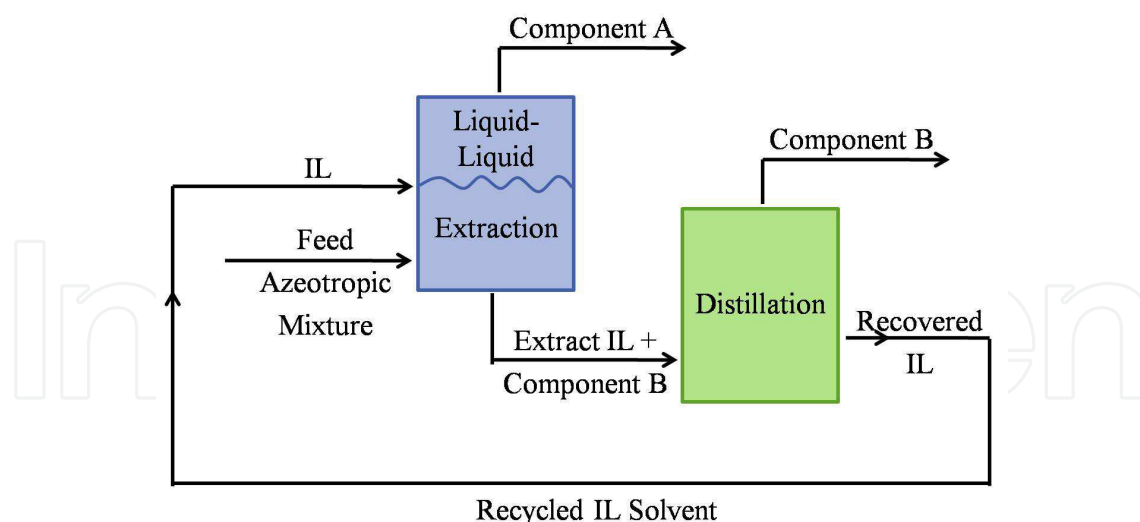 Component A
Liquid-
Liquid
Extraction
IL
Feed
Azeotropic
Mixture
Extract IL +
Component B
Component B
Distillation
Recovered
IL
Recycled IL Solvent